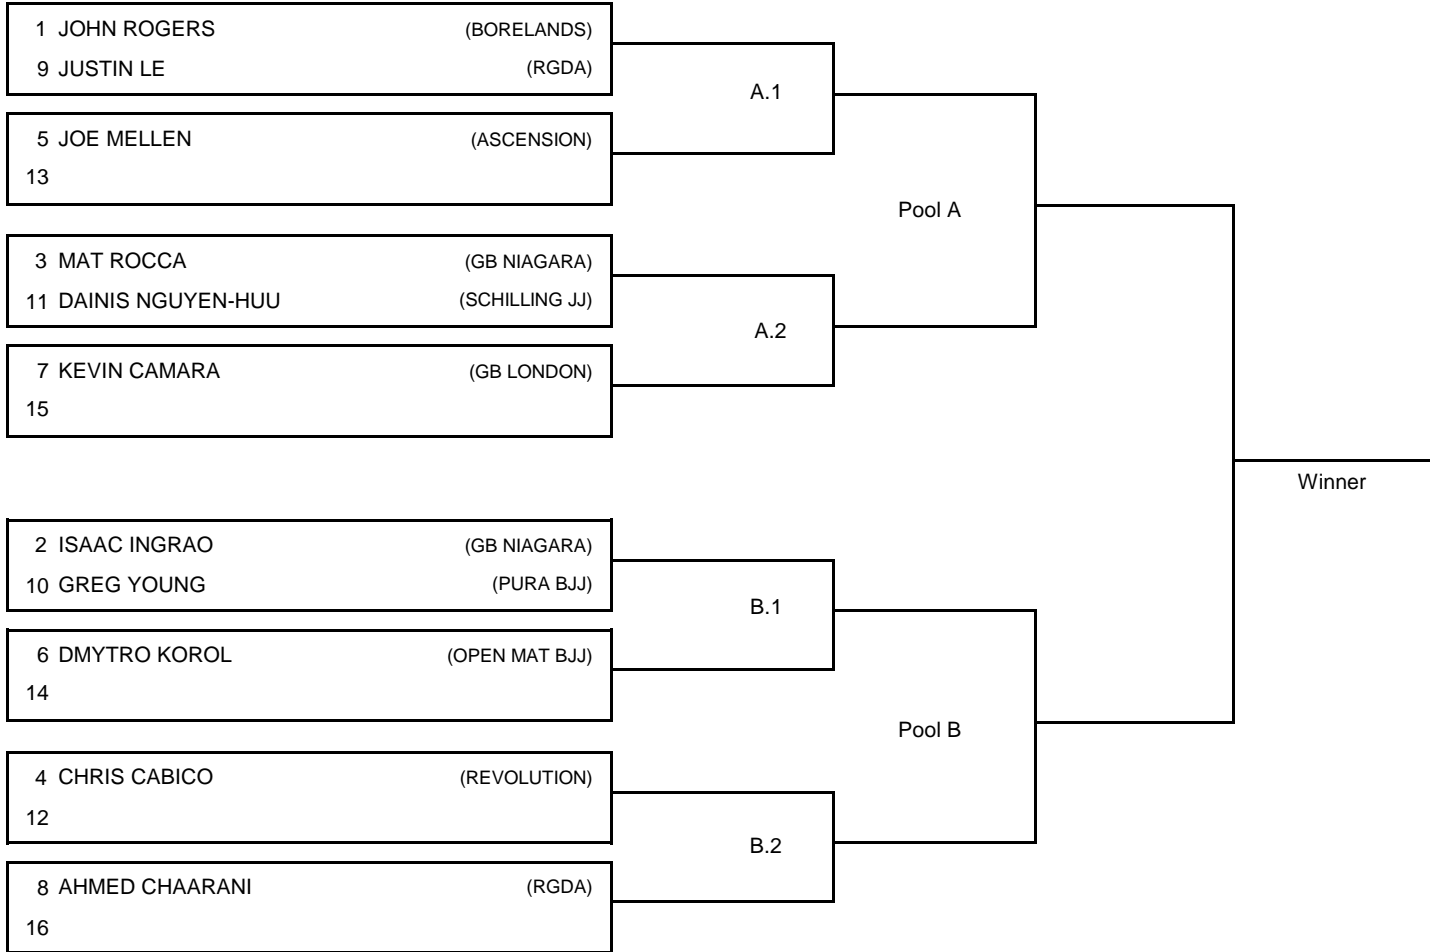 1 JOHN ROGERS (BORELANDS)
9 JUSTIN LE (RGDA)
A.1
5 JOE MELLEN (ASCENSION)
13
Pool A
3 MAT ROCCA (GB NIAGARA)
11 DAINIS NGUYEN-HUU (SCHILLING JJ)
A.2
7 KEVIN CAMARA (GB LONDON)
15
Winner
2 ISAAC INGRAO (GB NIAGARA)
10 GREG YOUNG (PURA BJJ)
B.1
6 DMYTRO KOROL (OPEN MAT BJJ)
14
Pool B
4 CHRIS CABICO (REVOLUTION)
12
B.2
8 AHMED CHAARANI (RGDA)
16